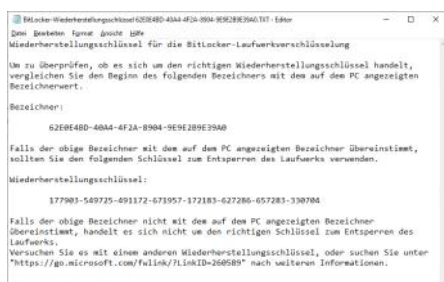 BitLocker-Wiederherstellungsschlüssel 62E0E4BD-40A4-4F2A-8904-9E9E2B9E39A0.TXT - Editor
Datei Bearbeiten Format Ansicht Hilfe
Wiederherstellungsschlüssel für die BitLocker-Laufwerkverschlüsselung
Um zu überprüfen, ob es sich um den richtigen Wiederherstellungsschlüssel handelt,
vergleichen Sie den Beginn des folgenden Bezeichners mit dem auf dem PC angezeigten
Bezeichnerwert.
Bezeichner:
62E0E4BD-40A4-4F2A-8904-9E9E2B9E39A0
Falls der obige Bezeichner mit dem auf dem PC angezeigten Bezeichner übereinstimmt,
sollten Sie den folgenden Schlüssel zum Entsperren des Laufwerks verwenden.
Wiederherstellungsschlüssel:
177903-549725-491172-671957-172183-627286-657283-330704
Falls der obige Bezeichner nicht mit dem auf dem PC angezeigten Bezeichner
übereinstimmt, handelt es sich nicht um den richtigen Schlüssel zum Entsperren des
Laufwerks.
Versuchen Sie es mit einem anderen Wiederherstellungsschlüssel, oder suchen Sie unter
"https://go.microsoft.com/fwlink/?LinkID=260589" nach weiteren Informationen.